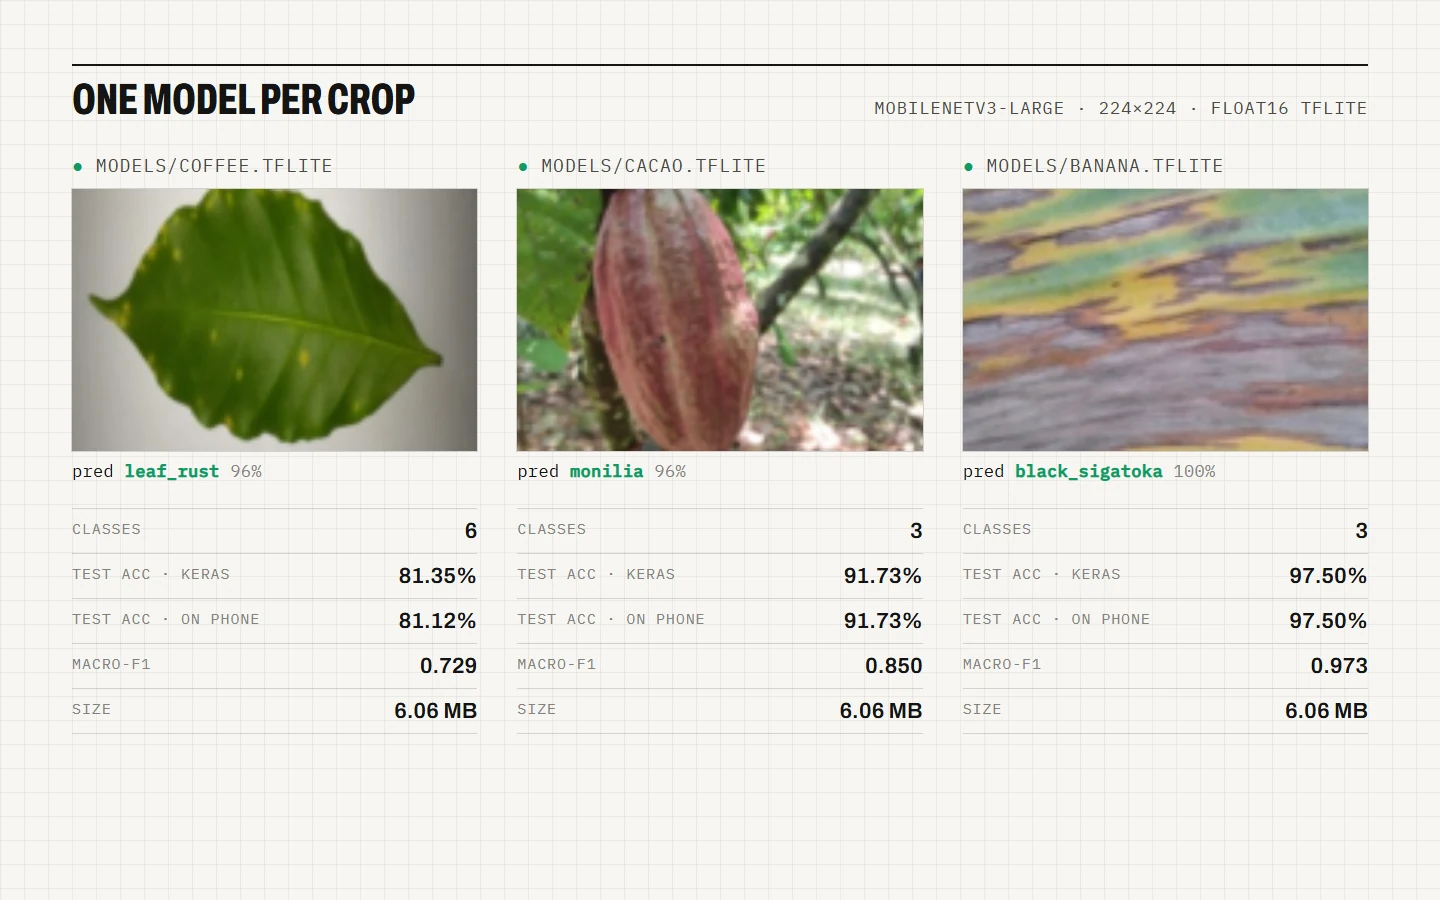 ONE MODEL PER CROP
MOBILENETV3-LARGE · 224×224 · FLOAT16 TFLITE
● MODELS/COFFEE.TFLITE
pred leaf_rust 96%
CLASSES 6
TEST ACC · KERAS 81.35%
TEST ACC · ON PHONE 81.12%
MACRO-F1 0.729
SIZE 6.06 MB
● MODELS/CACAO.TFLITE
pred monilia 96%
CLASSES 3
TEST ACC · KERAS 91.73%
TEST ACC · ON PHONE 91.73%
MACRO-F1 0.850
SIZE 6.06 MB
● MODELS/BANANA.TFLITE
pred black_sigatoka 100%
CLASSES 3
TEST ACC · KERAS 97.50%
TEST ACC · ON PHONE 97.50%
MACRO-F1 0.973
SIZE 6.06 MB